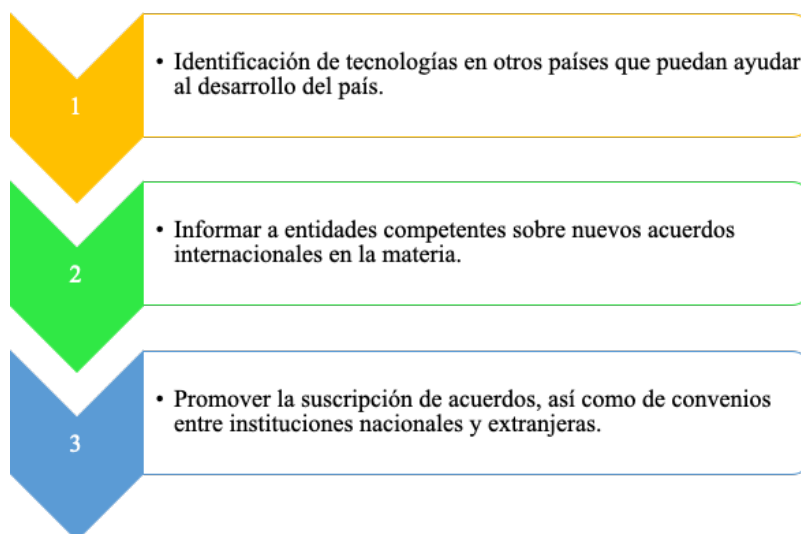 1
• Identificación de tecnologías en otros países que puedan ayudar
al desarrollo del país.
2
• Informar a entidades competentes sobre nuevos acuerdos
internacionales en la materia.
3
• Promover la suscripción de acuerdos, así como de convenios
entre instituciones nacionales y extranjeras.